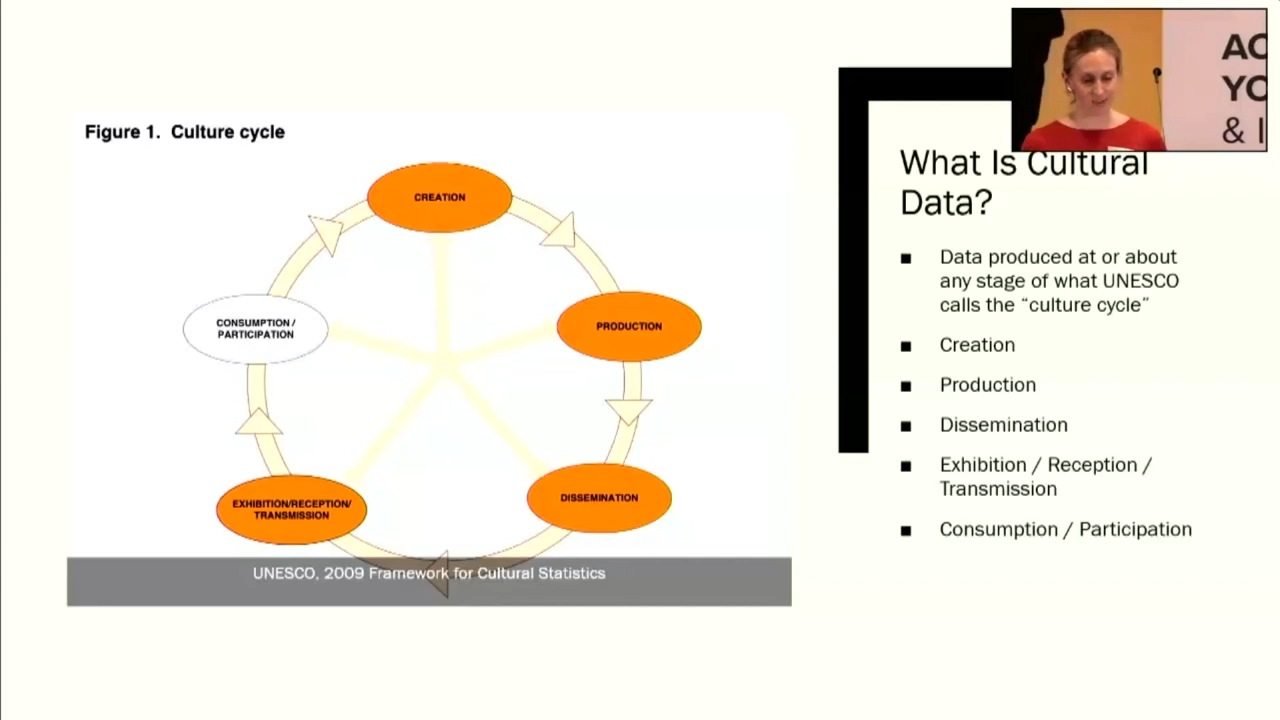 Figure 1. Culture cycle
CREATION
CONSUMPTION /
PARTICIPATION
PRODUCTION
EXHIBITION/RECEPTION/
TRANSMISSION
DISSEMINATION
UNESCO, 2009 Framework for Cultural Statistics
AC
YO
& I
What Is Cultural
Data?
■ Data produced at or about
any stage of what UNESCO
calls the “culture cycle”
■ Creation
■ Production
■ Dissemination
■ Exhibition / Reception /
Transmission
■ Consumption / Participation